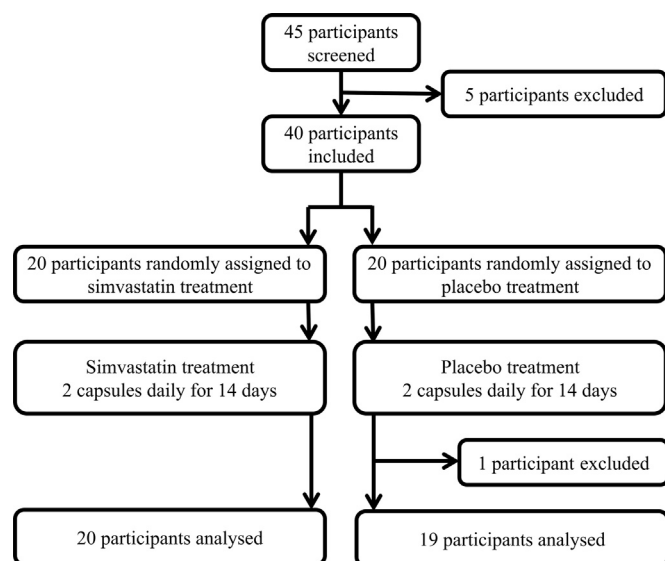 45 participants
screened
5 participants excluded
40 participants
included
20 participants randomly assigned to
simvastatin treatment
20 participants randomly assigned to
placebo treatment
Simvastatin treatment
2 capsules daily for 14 days
Placebo treatment
2 capsules daily for 14 days
1 participant excluded
20 participants analysed
19 participants analysed